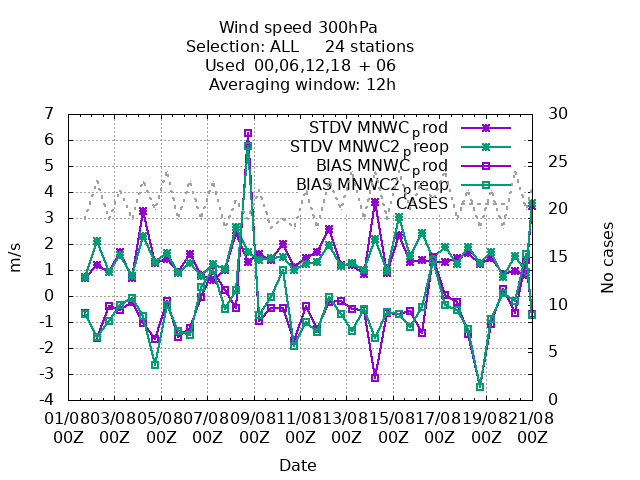 Wind speed 300hPa
Selection: ALL 24 stations
Used 00,06,12,18 + 06
Averaging window: 12h
7 30
6
5 25
4
3 20
2
1 15
0
-1 10
-2
-3 5
-4 0
STDV MNWCprod
STDV MNWC2preop
BIAS MNWCprod
BIAS MNWC2preop
CASES
m/s
No cases
01/08 03/08 05/08 07/08 09/08 11/08 13/08 15/08 17/08 19/08 21/08
00Z 00Z 00Z 00Z 00Z 00Z 00Z 00Z 00Z 00Z 00Z
Date